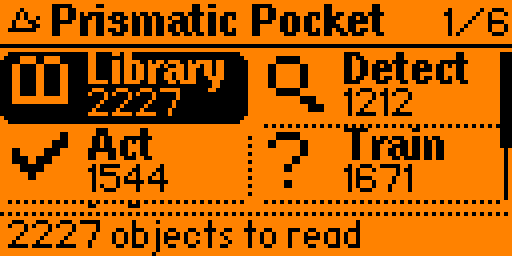 Prismatic Pocket 1/6
Library
2227
Detect
1212
Act
1544
Train
1671
2227 objects to read